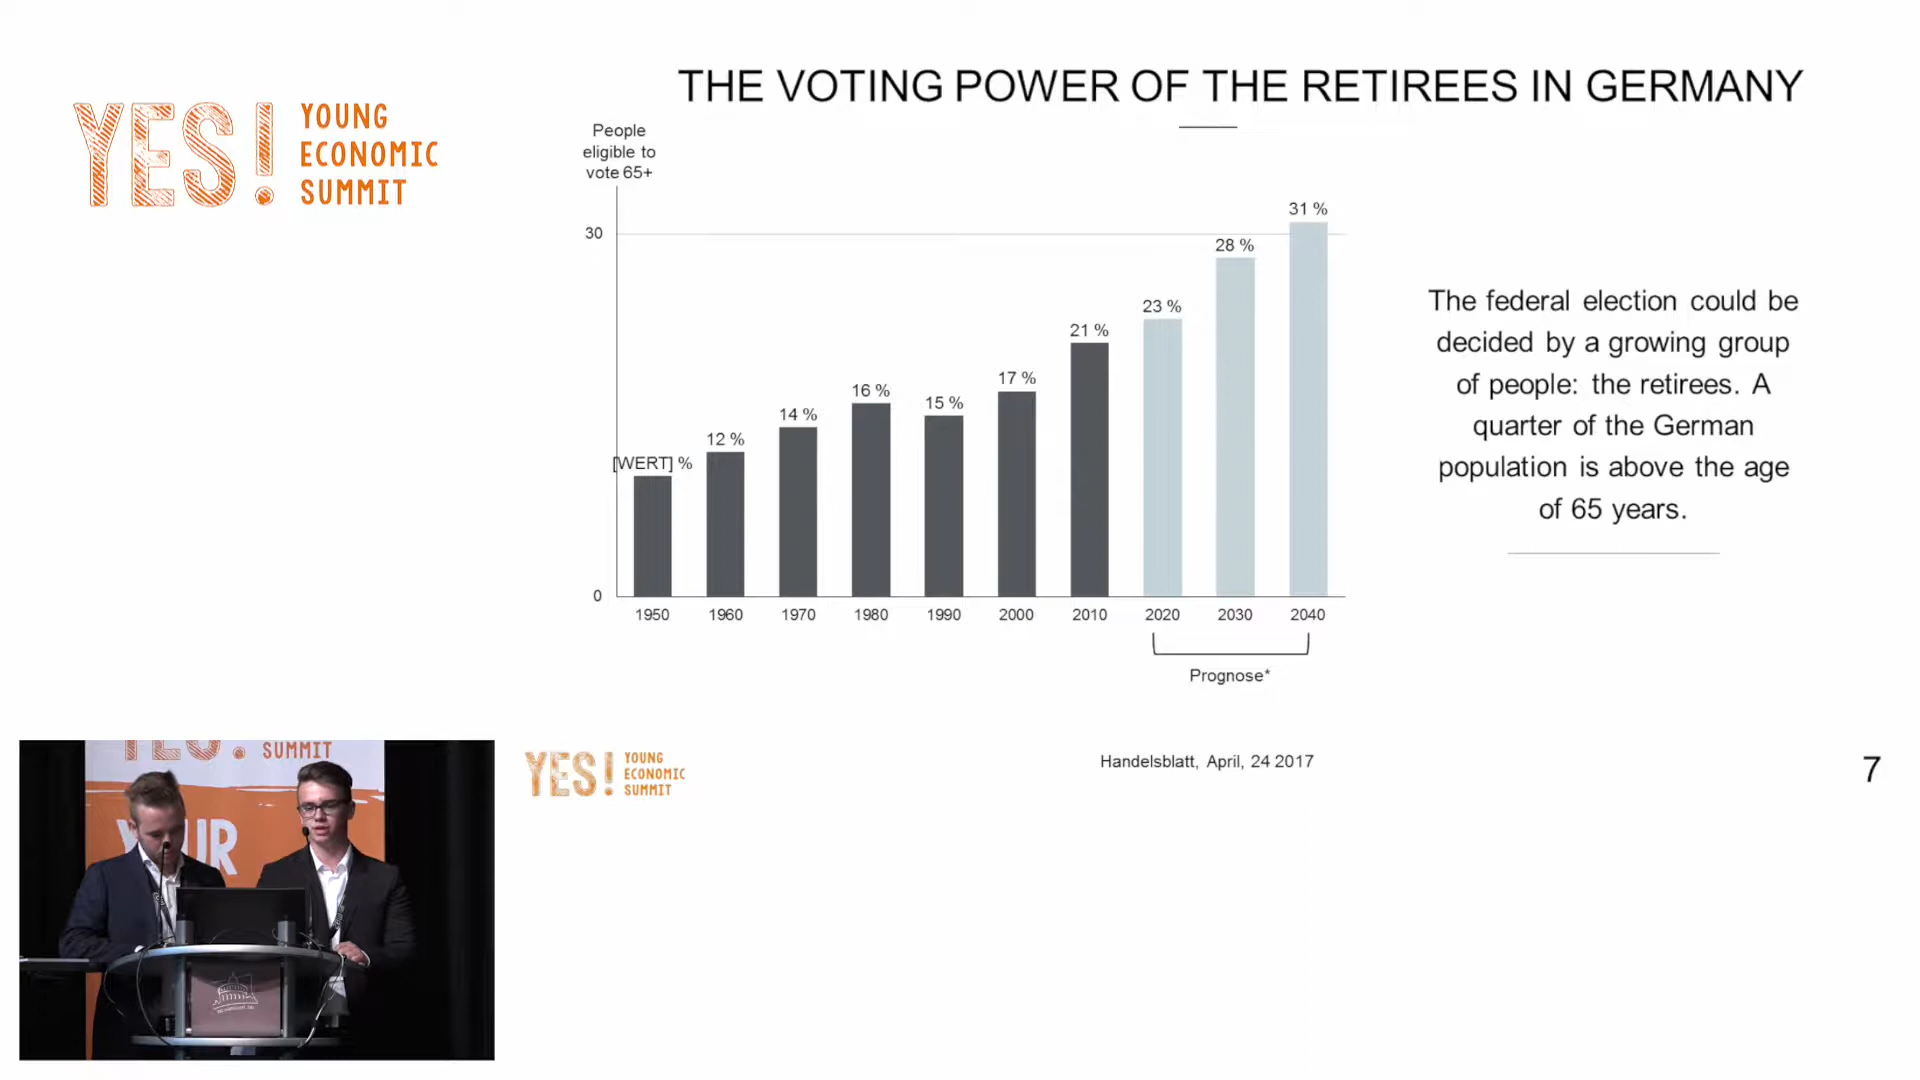 YES! YOUNG
ECONOMIC
SUMMIT
THE VOTING POWER OF THE RETIREES IN GERMANY
People
eligible to
vote 65+
30
0
[WERT] %
12 %
14 %
16 %
15 %
17 %
21 %
23 %
28 %
31 %
1950 1960 1970 1980 1990 2000 2010 2020 2030 2040
Prognose*
The federal election could be
decided by a growing group
of people: the retirees. A
quarter of the German
population is above the age
of 65 years.
SUMMIT
YOUR
YES! YOUNG
ECONOMIC
SUMMIT
Handelsblatt, April, 24 2017
7